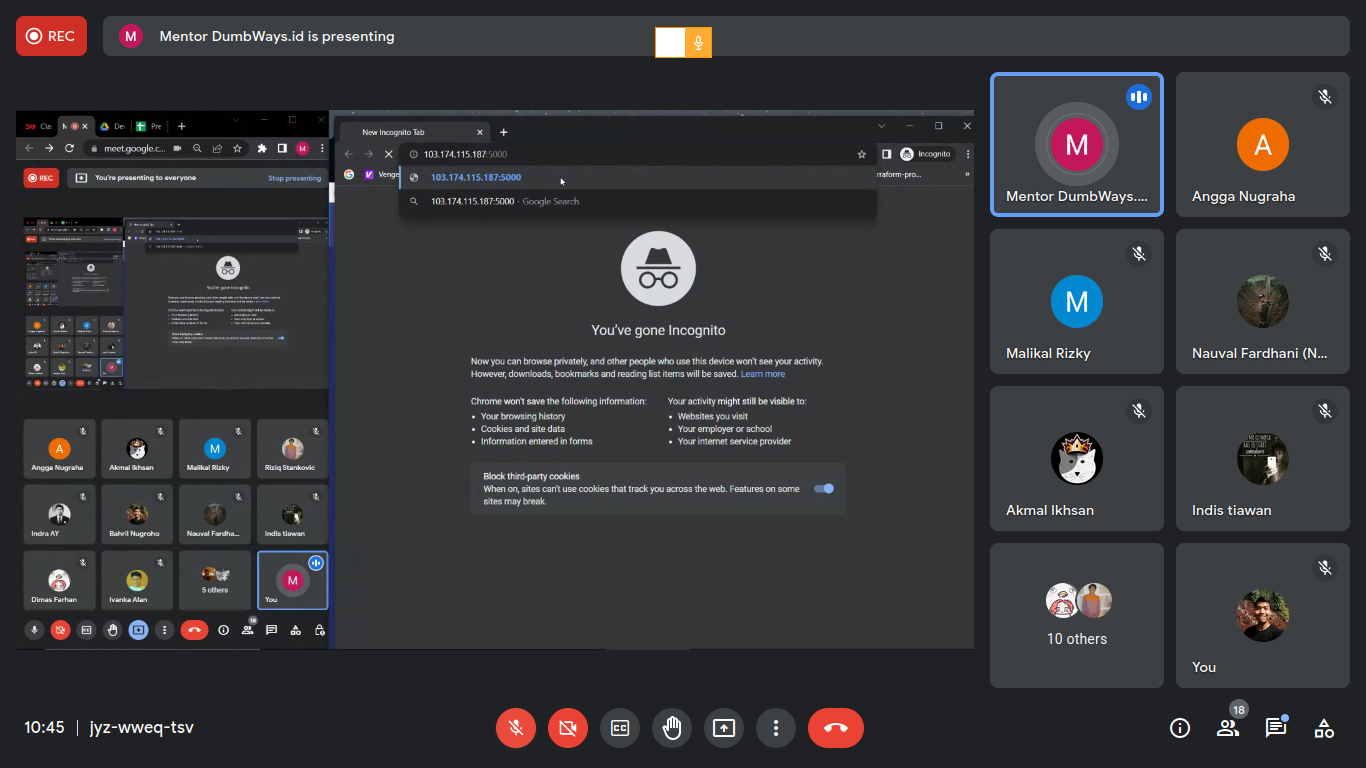 REC
M
Mentor DumbWays.id is presenting
Cla
De
Pre
meet.google.c...
M
REC
You're presenting to everyone
Stop presenting
New Incognito Tab
103.174.115.187:5000
Incognito
Venge
rraform-pro...
»
103.174.115.187:5000
103.174.115.187:5000 - Google Search
You've gone Incognito
Now you can browse privately, and other people who use this device won't see your activity.
However, downloads, bookmarks and reading list items will be saved. Learn more
Chrome won't save the following information:
• Your browsing history
• Cookies and site data
• Information entered in forms
Your activity might still be visible to:
• Websites you visit
• Your employer or school
• Your internet service provider
Block third-party cookies
When on, sites can't use cookies that track you across the web. Features on some
sites may break.
A
Angga Nugraha
Akmal Ikhsan
M
Malikal Rizky
Riziq Stankovic
Indra AY
Bahril Nugroho
Nauval Fardha...
Indis tiawan
Dimas Farhan
Ivanka Alan
5 others
M
You
18
M
Mentor DumbWays....
A
Angga Nugraha
M
Malikal Rizky
Nauval Fardhani (N...
Akmal Ikhsan
Indis tiawan
10 others
You
10:45 | jyz-wweq-tsv
18